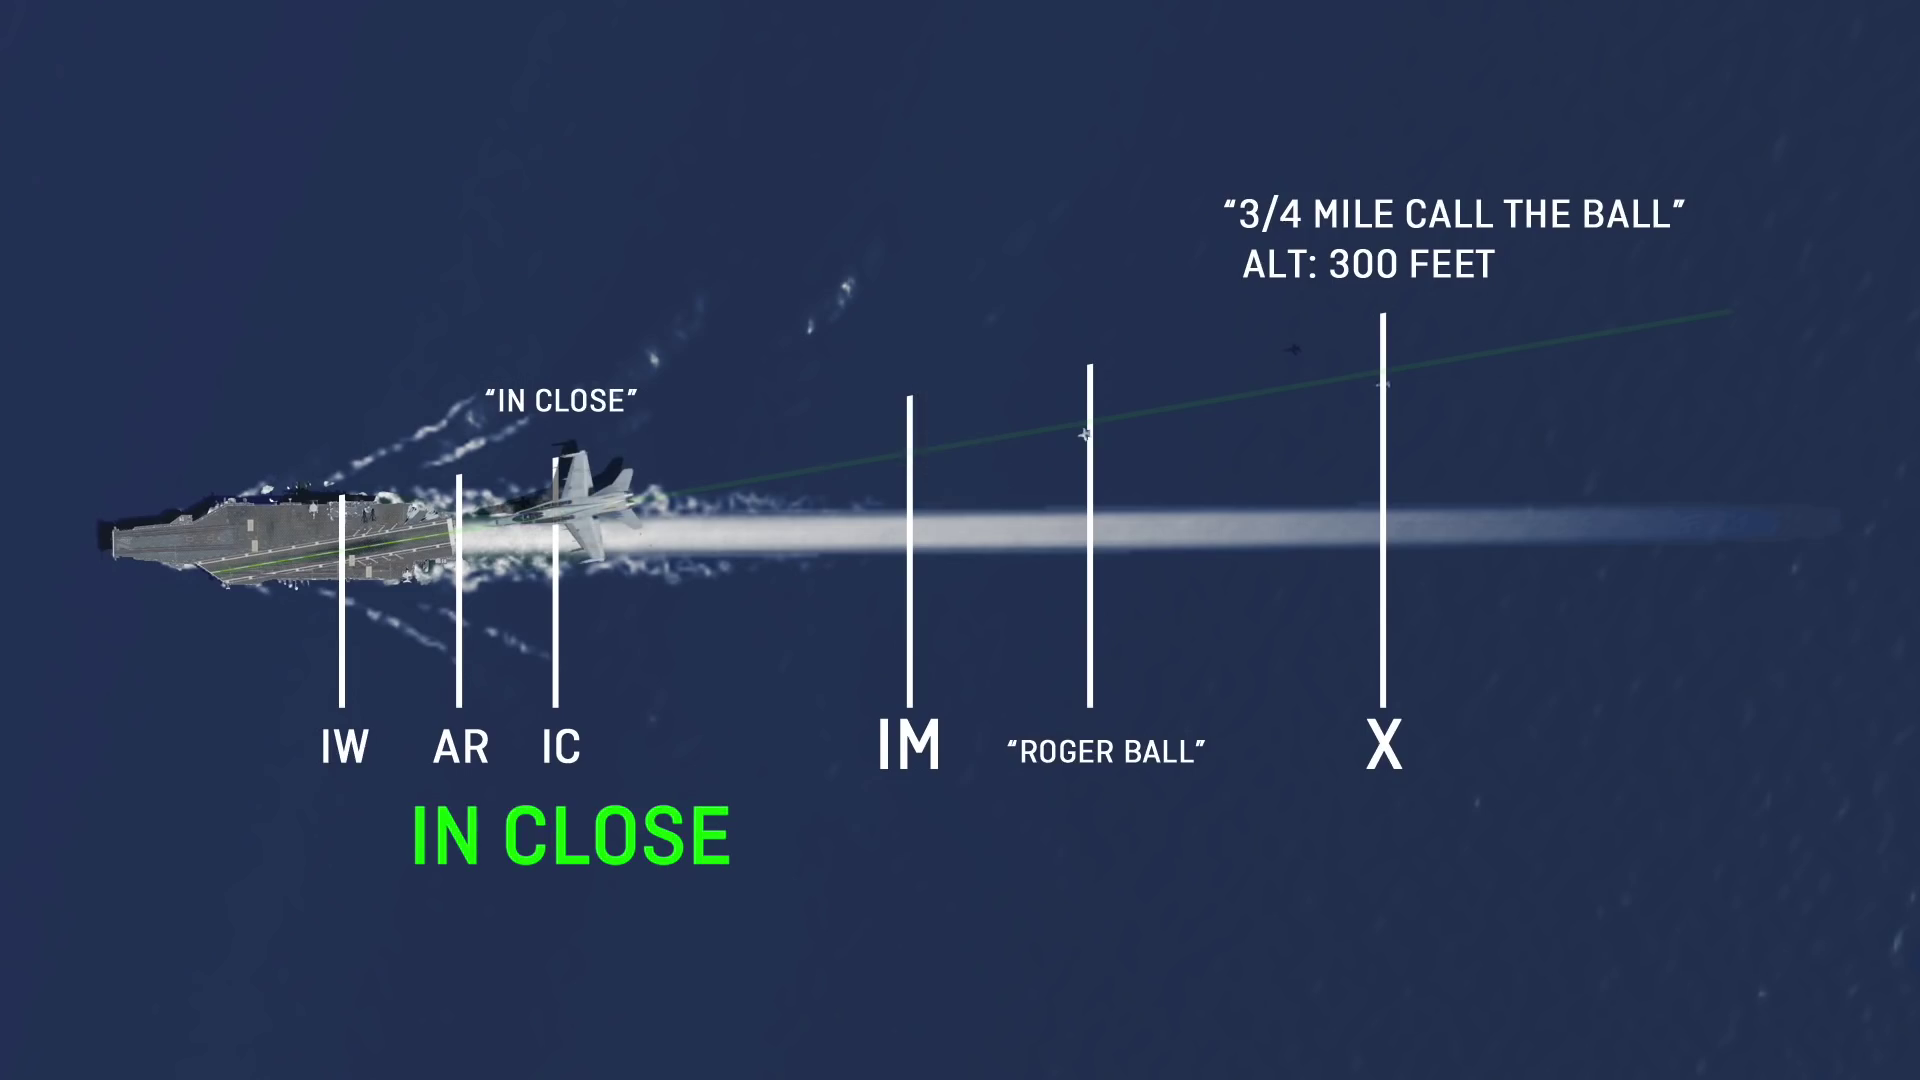 “3/4 MILE CALL THE BALL”
ALT: 300 FEET
“IN CLOSE”
IW
AR
IC
IM
“ROGER BALL”
X
IN CLOSE